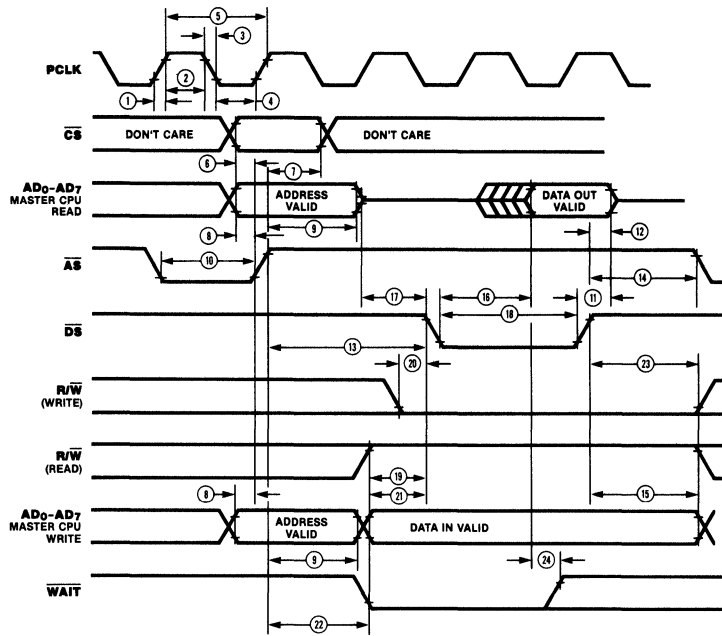 5
3
PCLK
1
2
4
CS
DON'T CARE
DON'T CARE
6
7
AD0-AD7
MASTER CPU
READ
ADDRESS
VALID
DATA OUT
VALID
8
9
12
AS
10
14
17
16
11
DS
18
13
20
23
R/W
(WRITE)
R/W
(READ)
19
21
15
8
AD0-AD7
MASTER CPU
WRITE
ADDRESS
VALID
DATA IN VALID
9
24
WAIT
22